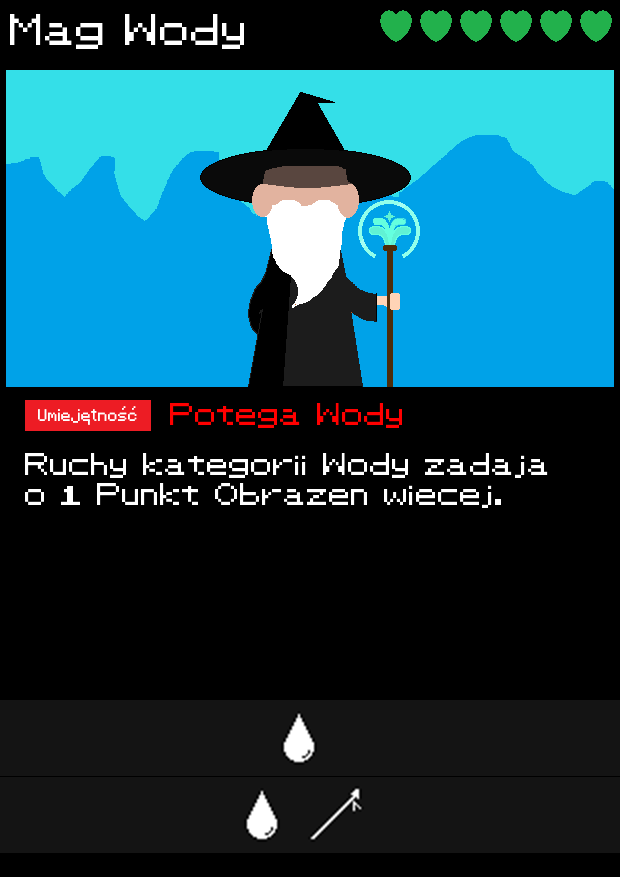 Mag Wody
Umiejętność
Potega Wody
Ruchy kategorii Wody zadaja
o 1 Punkt Obrazen wiecej.